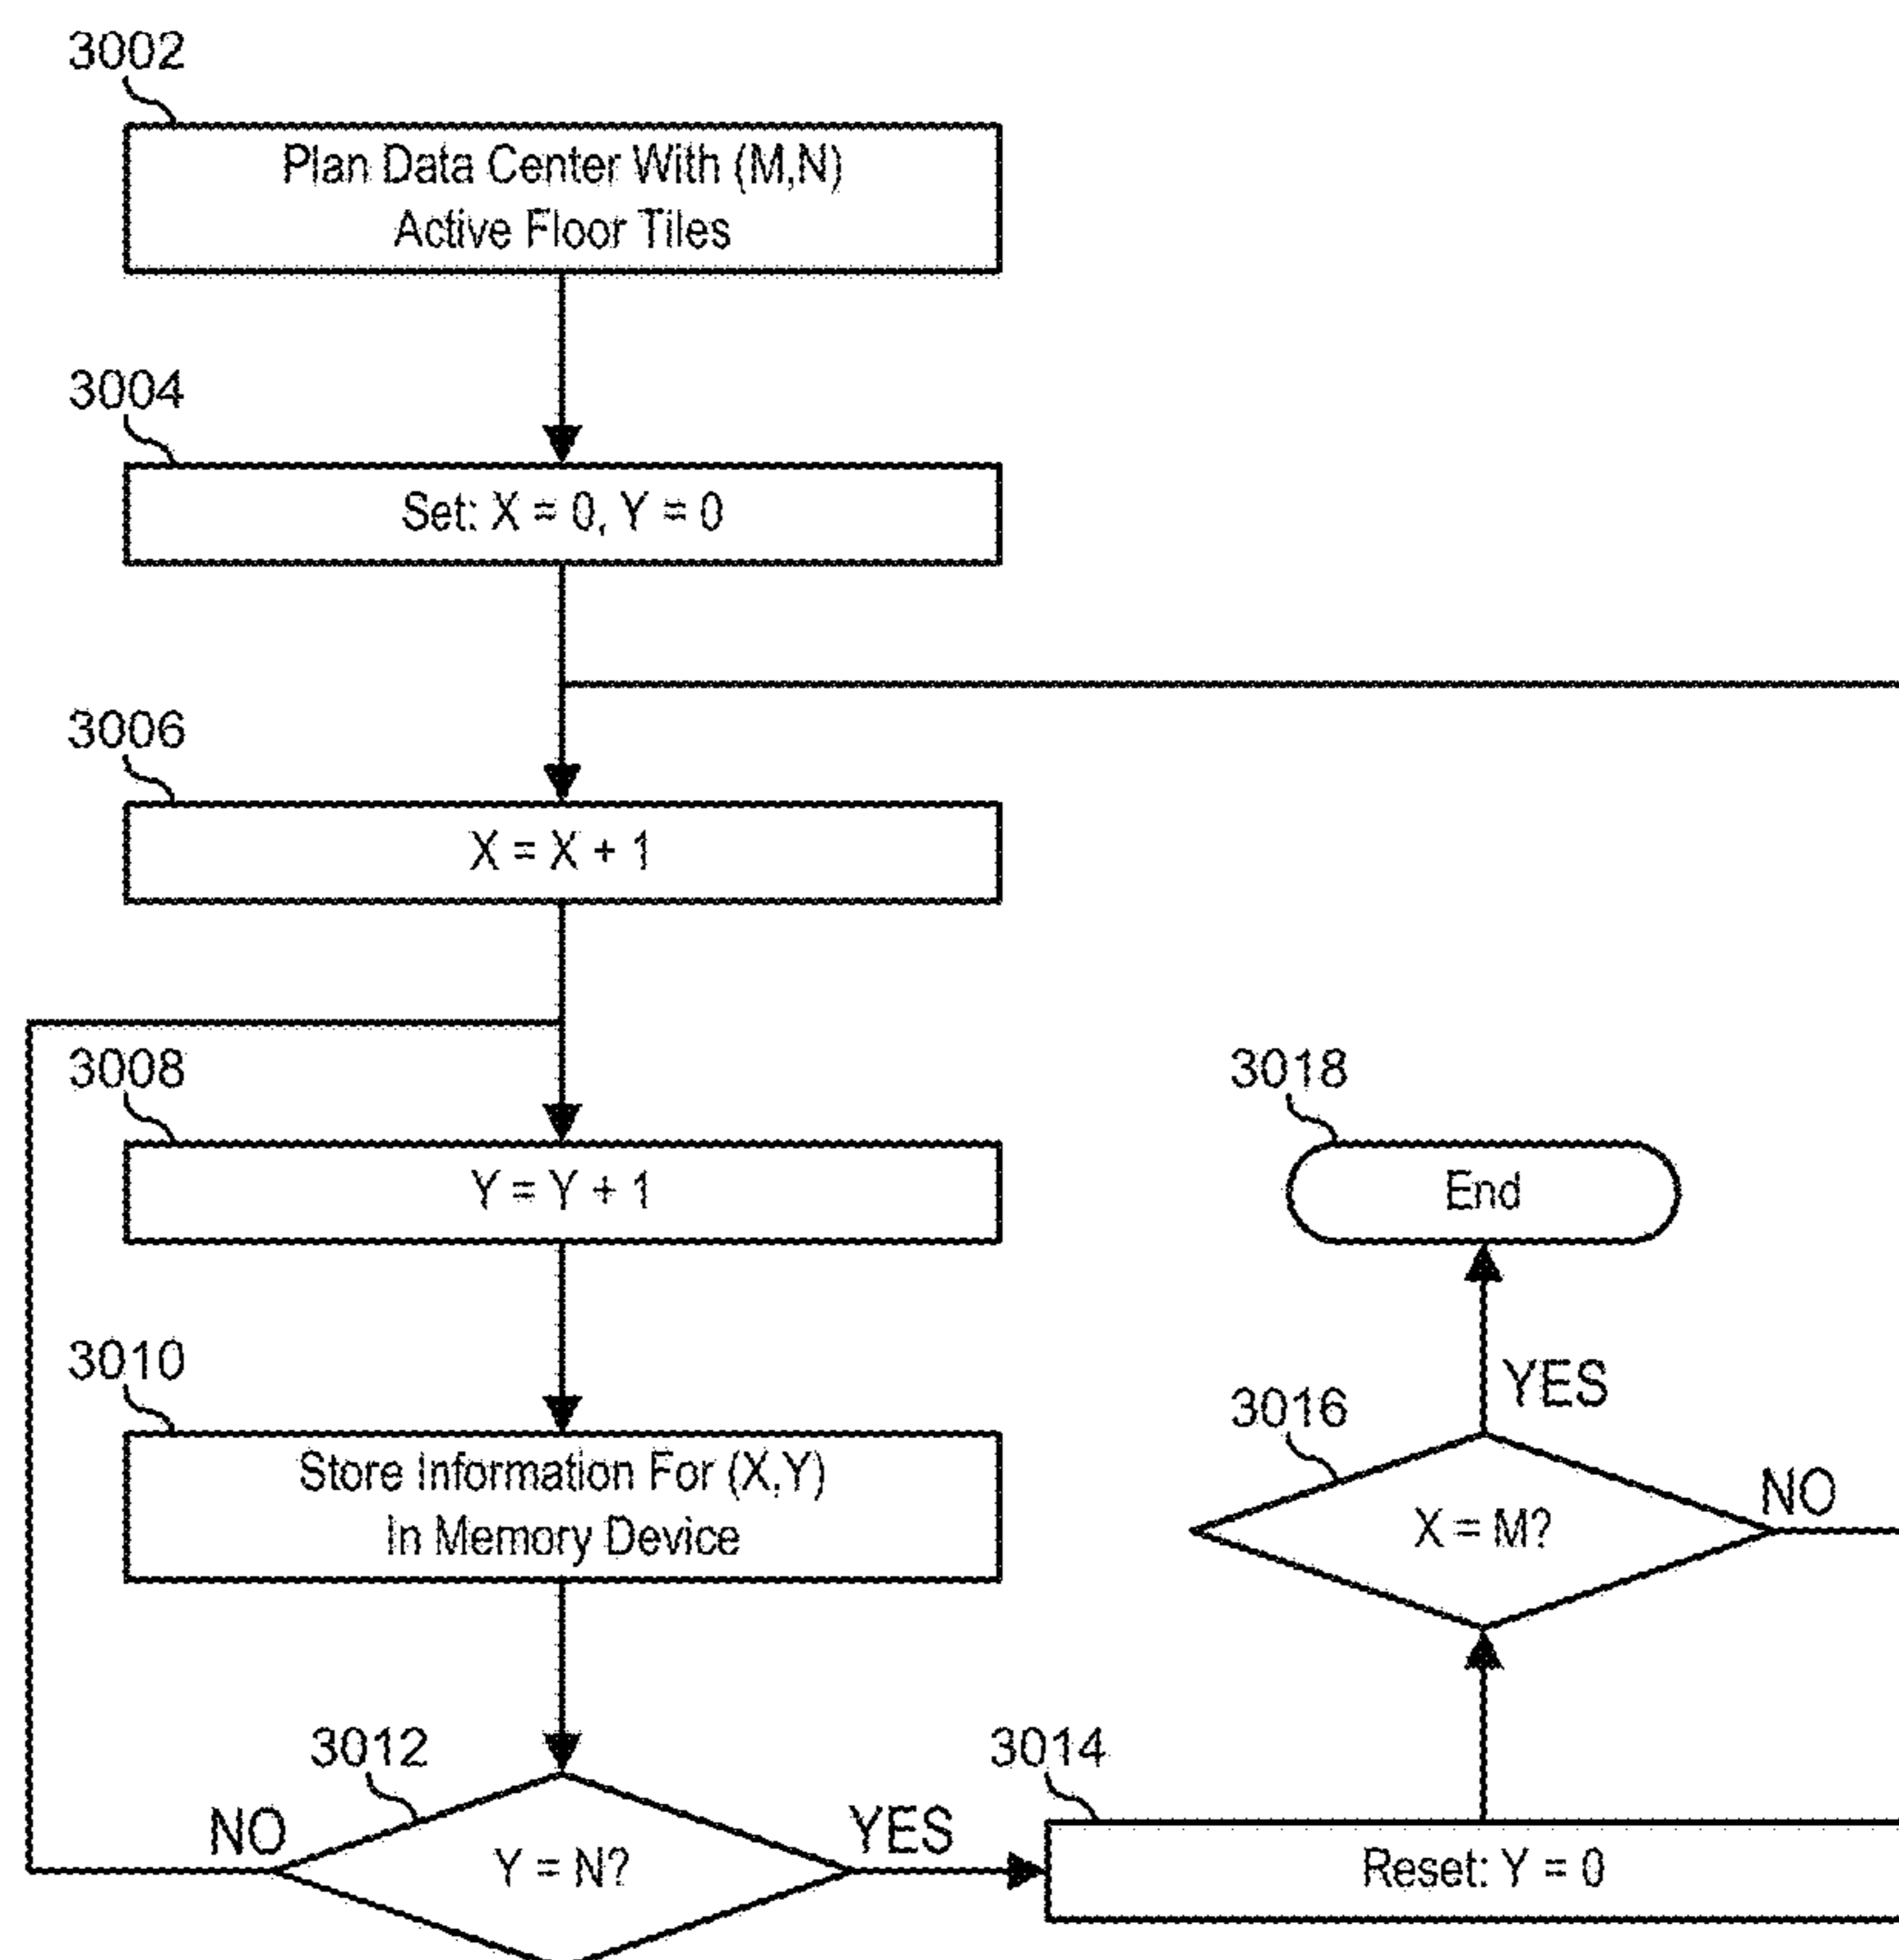 3002
Plan Data Center With (M,N)
Active Floor Tiles
3004
Set: X = 0, Y = 0
3006
X = X + 1
3008
Y = Y + 1
3010
Store Information For (X,Y)
In Memory Device
3012
Y = N?
NO
YES
3014
Reset: Y = 0
3016
X = M?
NO
YES
3018
End